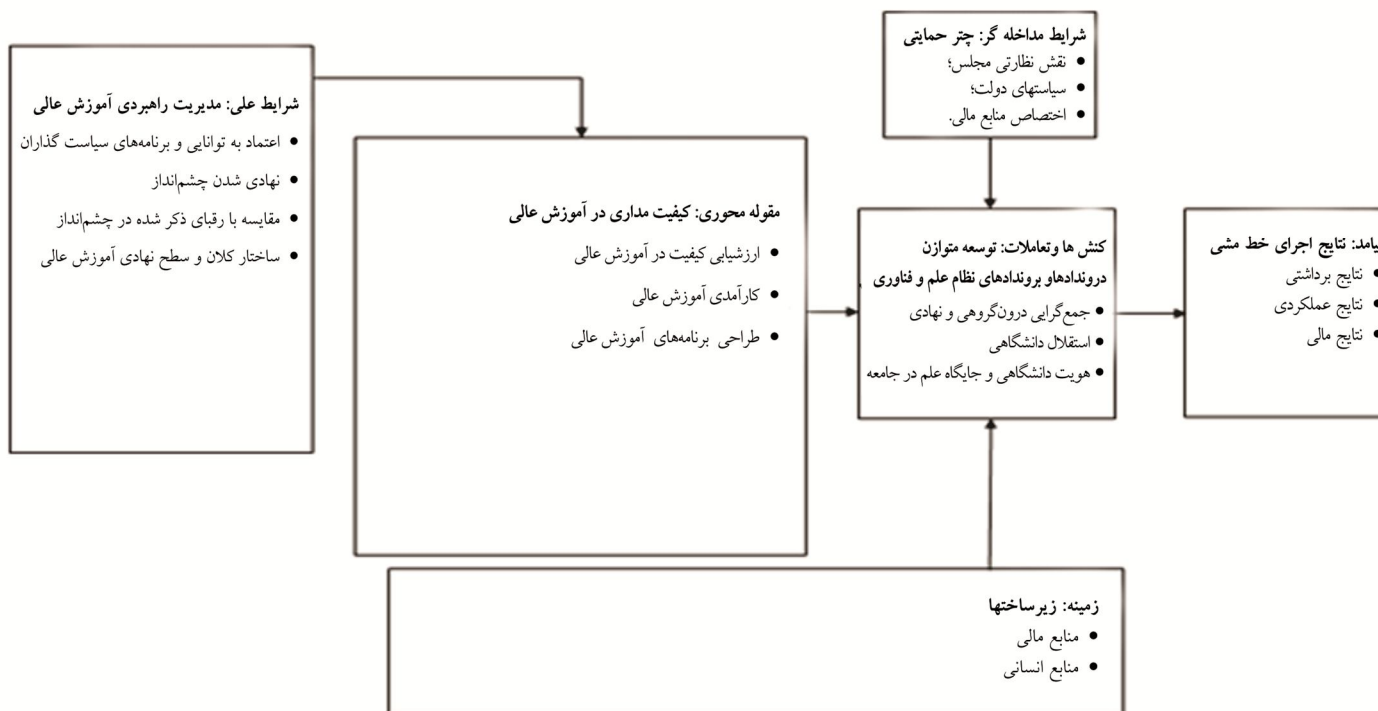 شرایط علی: مدیریت راهبردی آموزش عالی
• اعتماد به توانایی و برنامه‌های سیاست گذاران
• نهادی شدن چشم‌انداز
• مقایسه با رقبای ذکر شده در چشم‌انداز
• ساختار کلان و سطح نهادی آموزش عالی
مقوله محوری: کیفیت مداری در آموزش عالی
• ارزشیابی کیفیت در آموزش عالی
• کارآمدی آموزش عالی
• طراحی برنامه‌های آموزش عالی
شرایط مداخله گر: چتر حمایتی
• نقش نظارتی مجلس؛
• سیاستهای دولت؛
• اختصاص منابع مالی.
کنش ها وتعاملات: توسعه متوازن
دروندادهاو بروندادهای نظام علم و فناوری
• جمع‌گرایی درون‌گروهی و نهادی
• استقلال دانشگاهی
• هویت دانشگاهی و جایگاه علم در جامعه
زمینه: زیرساختها
• منابع مالی
• منابع انسانی
یامد: نتایج اجرای خط مشی
• نتایج برداشتی
• نتایج عملکردی
• نتایج مالی